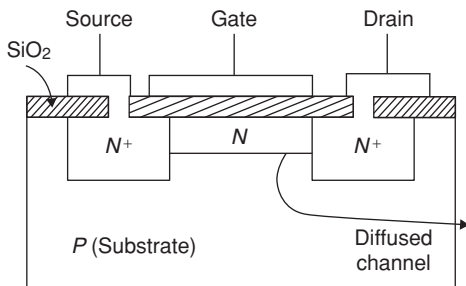 Source Gate Drain
SiO₂
N⁺ N N⁺
P (Substrate)
Diffused
channel